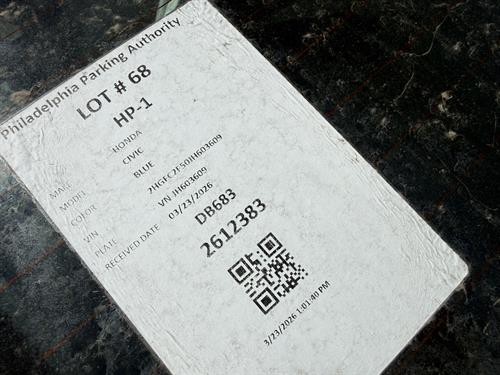 Philadelphia Parking Authority
LOT # 68
HP-1
MAKE HONDA
MODEL CIVIC
COLOR BLUE
VIN 2HGFC2F50JH603609
PLATE VN JH603609
RECEIVED DATE 03/23/2026
DB683
2612383
3/23/2026 1:01:40 PM